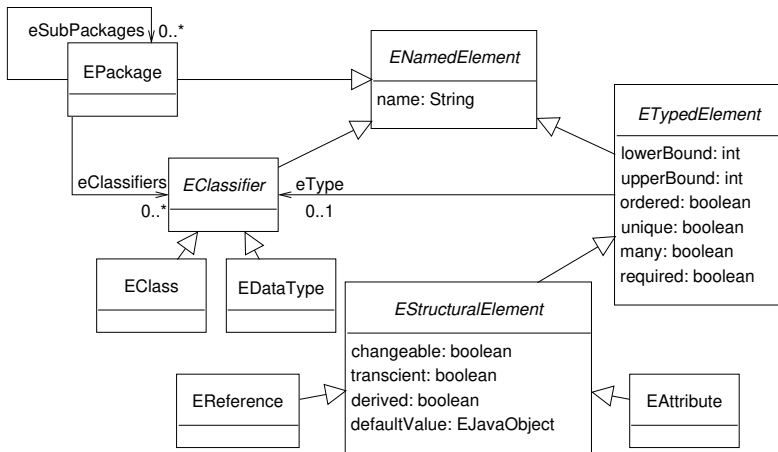 eSubPackages 0..*
EPackage
ENamedElement
name: String
ETypedElement
lowerBound: int
upperBound: int
ordered: boolean
unique: boolean
many: boolean
required: boolean
eClassifiers
0..*
EClassifier
eType
0..1
EClass
EDataType
EStructuralElement
changeable: boolean
transcient: boolean
derived: boolean
defaultValue: EJavaObject
EReference
EAttribute